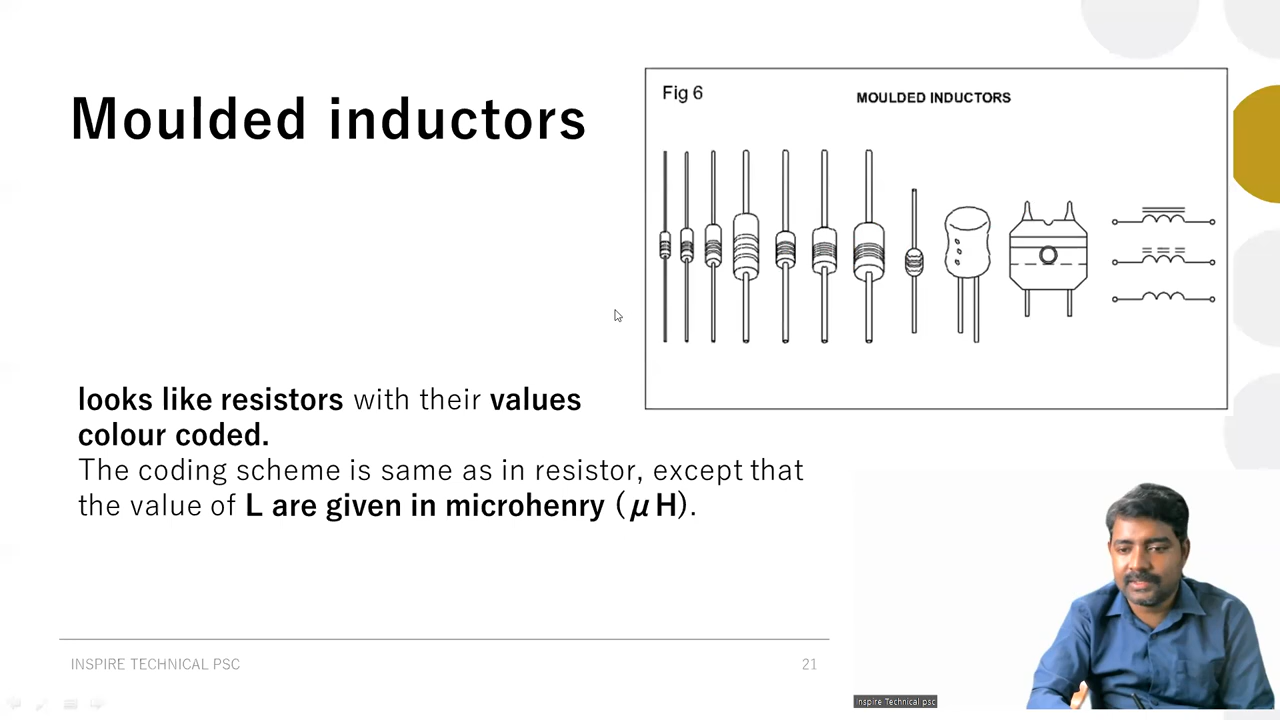 Moulded inductors
Fig 6
MOULDED INDUCTORS
looks like resistors with their values
colour coded.
The coding scheme is same as in resistor, except that
the value of L are given in microhenry (μH).
INSPIRE TECHNICAL PSC
21
Inspire Technical psc